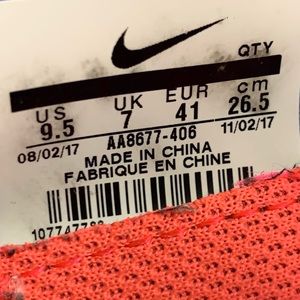 QTY
US UK EUR cm
9.5 7 41 26.5
08/02/17 AA8677-406 11/02/17
MADE IN CHINA
FABRIQUE EN CHINE